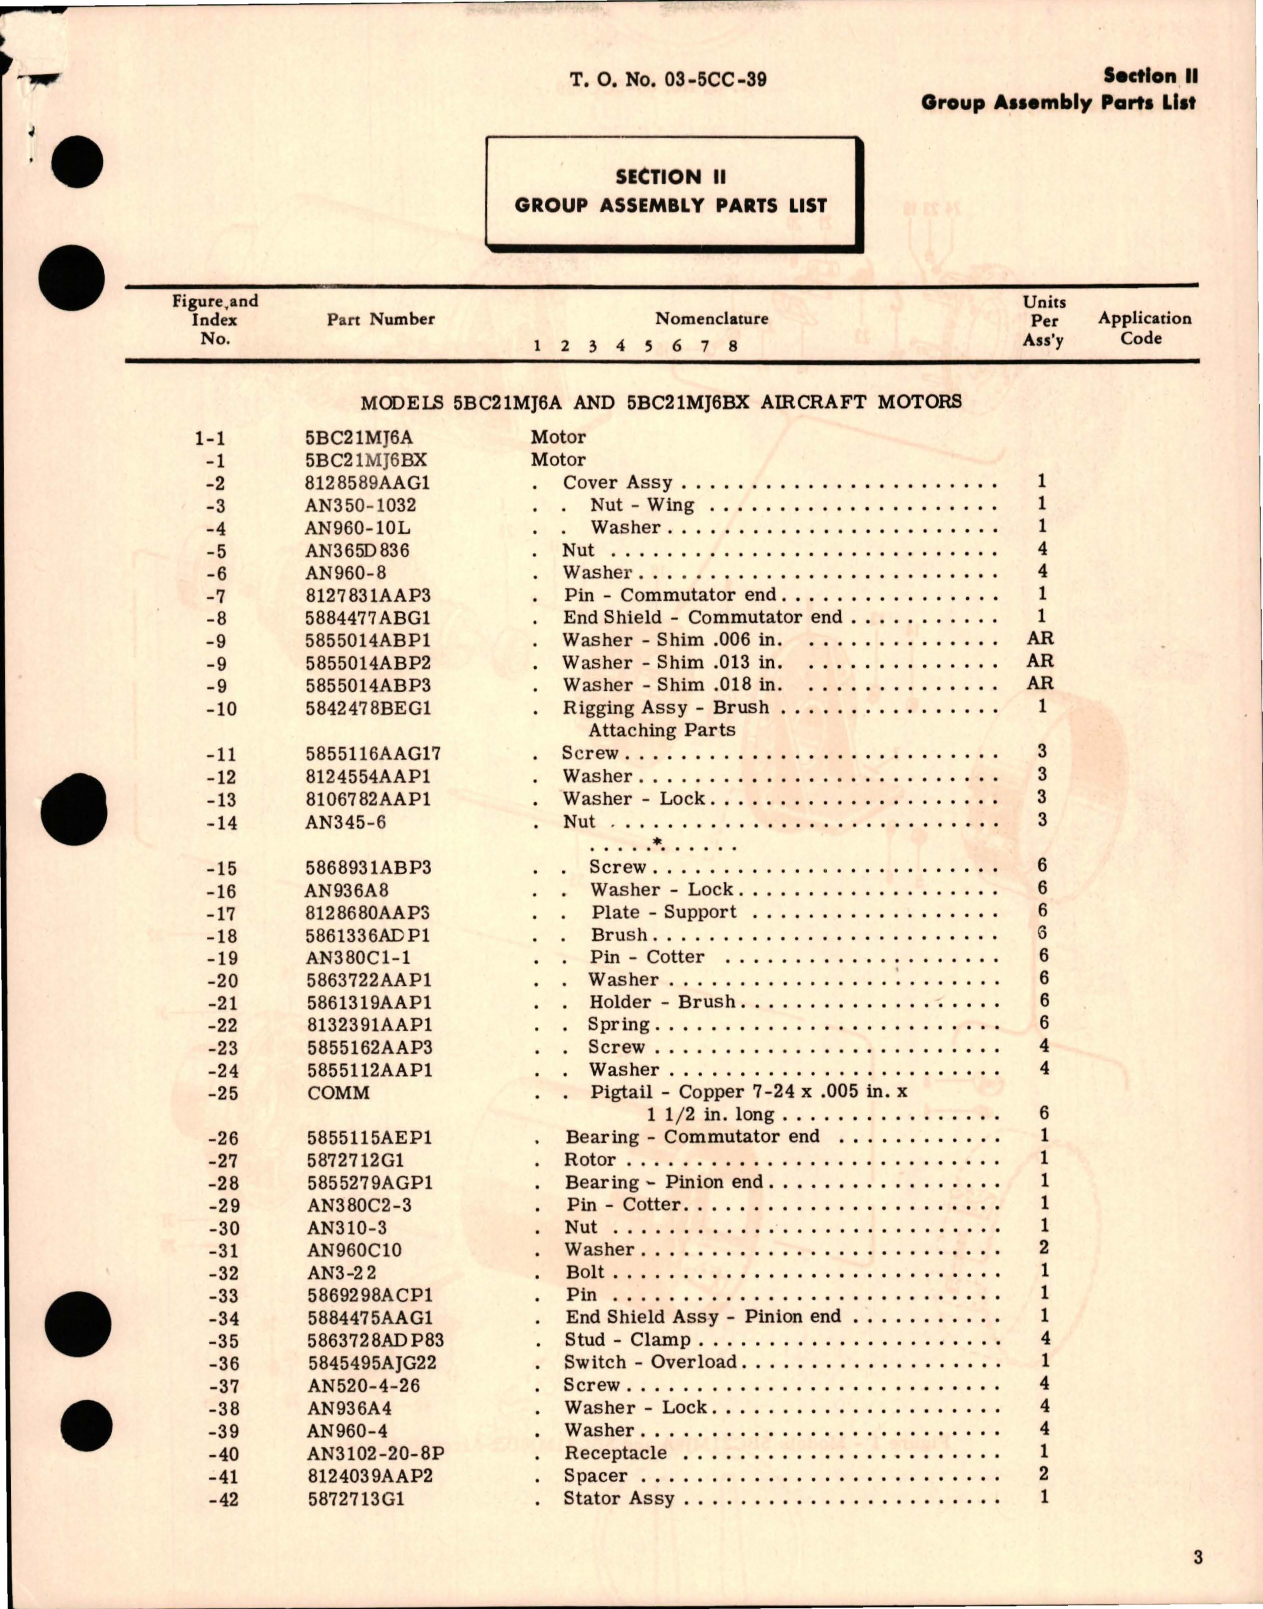 T. O. No. 03-5CC-39
Section II
Group Assembly Parts List
SECTION II
GROUP ASSEMBLY PARTS LIST
Figure and Index No. Part Number Nomenclature Units Per Ass'y Application Code
1 2 3 4 5 6 7 8
MODELS 5BC21MJ6A AND 5BC21MJ6BX AIRCRAFT MOTORS
1-1 5BC21MJ6A Motor
-1 5BC21MJ6BX Motor
-2 8128589AAG1 . Cover Assy 1
-3 AN350-1032 . . Nut - Wing 1
-4 AN960-10L . . Washer 1
-5 AN365D836 . Nut 4
-6 AN960-8 . Washer 4
-7 8127831AAP3 . Pin - Commutator end 1
-8 5884477ABG1 . End Shield - Commutator end 1
-9 5855014ABP1 . Washer - Shim .006 in. AR
-9 5855014ABP2 . Washer - Shim .013 in. AR
-9 5855014ABP3 . Washer - Shim .018 in. AR
-10 5842478BEG1 . Rigging Assy - Brush 1
Attaching Parts
-11 5855116AAG17 . Screw 3
-12 8124554AAP1 . Washer 3
-13 8106782AAP1 . Washer - Lock 3
-14 AN345-6 . Nut 3
. . . . .*. . . . . .
-15 5868931ABP3 . . Screw 6
-16 AN936A8 . . Washer - Lock 6
-17 8128680AAP3 . . Plate - Support 6
-18 5861336ADP1 . . Brush 6
-19 AN380C1-1 . . Pin - Cotter 6
-20 5863722AAP1 . . Washer 6
-21 5861319AAP1 . . Holder - Brush 6
-22 8132391AAP1 . . Spring 6
-23 5855162AAP3 . . Screw 4
-24 5855112AAP1 . . Washer 4
-25 COMM . . Pigtail - Copper 7-24 x .005 in. x
1 1/2 in. long 6
-26 5855115AEP1 . Bearing - Commutator end 1
-27 5872712G1 . Rotor 1
-28 5855279AGP1 . Bearing - Pinion end 1
-29 AN380C2-3 . Pin - Cotter 1
-30 AN310-3 . Nut 1
-31 AN960C10 . Washer 2
-32 AN3-22 . Bolt 1
-33 5869298ACP1 . Pin 1
-34 5884475AAG1 . End Shield Assy - Pinion end 1
-35 5863728ADP83 . Stud - Clamp 4
-36 5845495AJG22 . Switch - Overload 1
-37 AN520-4-26 . Screw 4
-38 AN936A4 . Washer - Lock 4
-39 AN960-4 . Washer 4
-40 AN3102-20-8P . Receptacle 1
-41 8124039AAP2 . Spacer 2
-42 5872713G1 . Stator Assy 1
3